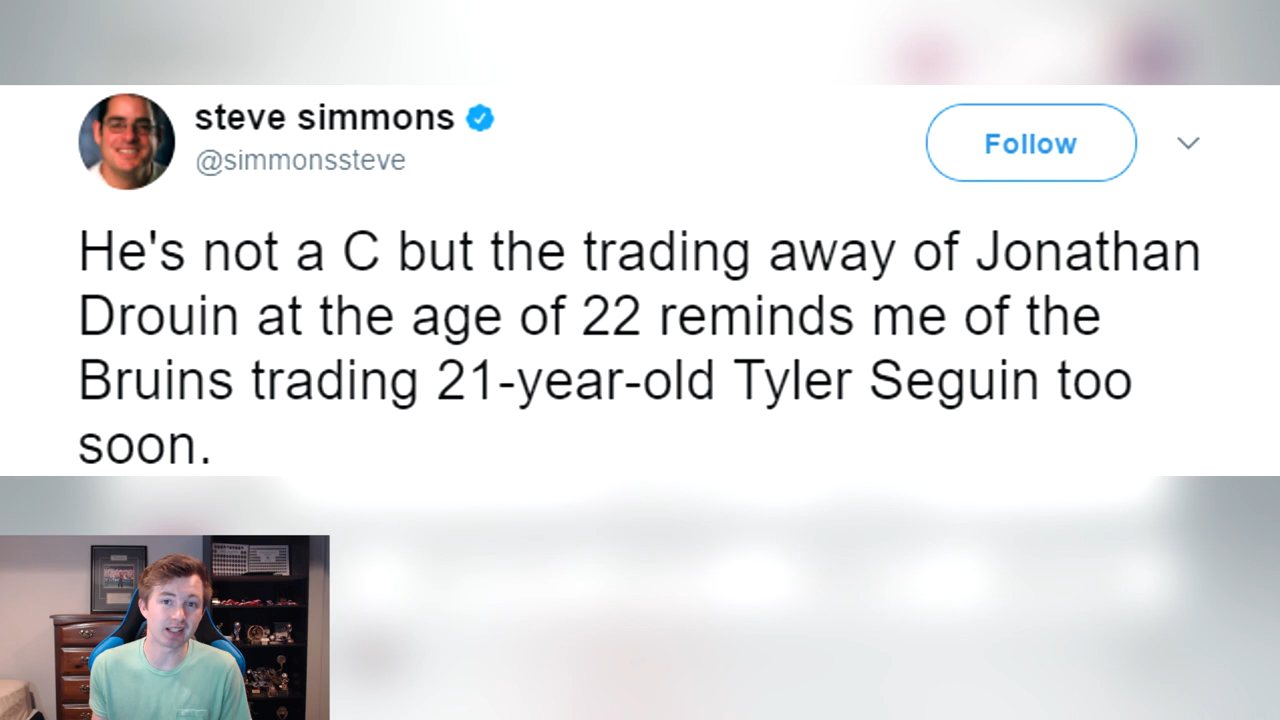 steve simmons
@simmonssteve
Follow
He's not a C but the trading away of Jonathan
Drouin at the age of 22 reminds me of the
Bruins trading 21-year-old Tyler Seguin too
soon.